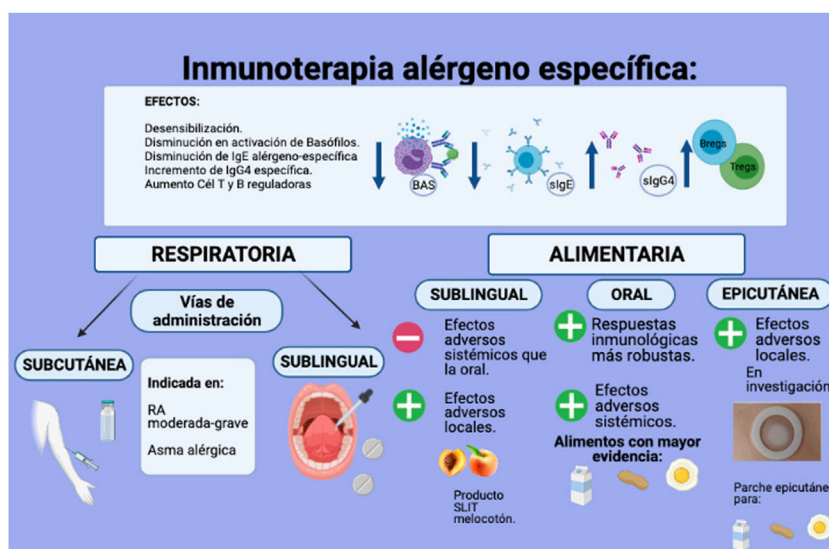 Inmunoterapia alérgeno específica:
EFECTOS:
Desensibilización.
Disminución en activación de Basófilos.
Disminución de IgE alérgeno-específica
Incremento de IgG4 específica.
Aumento Cél T y B reguladoras
BAS
sIgE
sIgG4
Bregs
Tregs
RESPIRATORIA
Vías de
administración
SUBCUTÁNEA
Indicada en:
RA
moderada-grave
Asma alérgica
SUBLINGUAL
ALIMENTARIA
SUBLINGUAL
Efectos
adversos
sistémicos que
la oral.
Efectos
adversos
locales.
Producto
SLIT
melocotón.
ORAL
Respuestas
inmunológicas
más robustas.
Efectos
adversos
sistémicos.
Alimentos con mayor
evidencia:
EPICUTÁNEA
Efectos
adversos
locales.
En
investigación
Parche epicutáne
para: